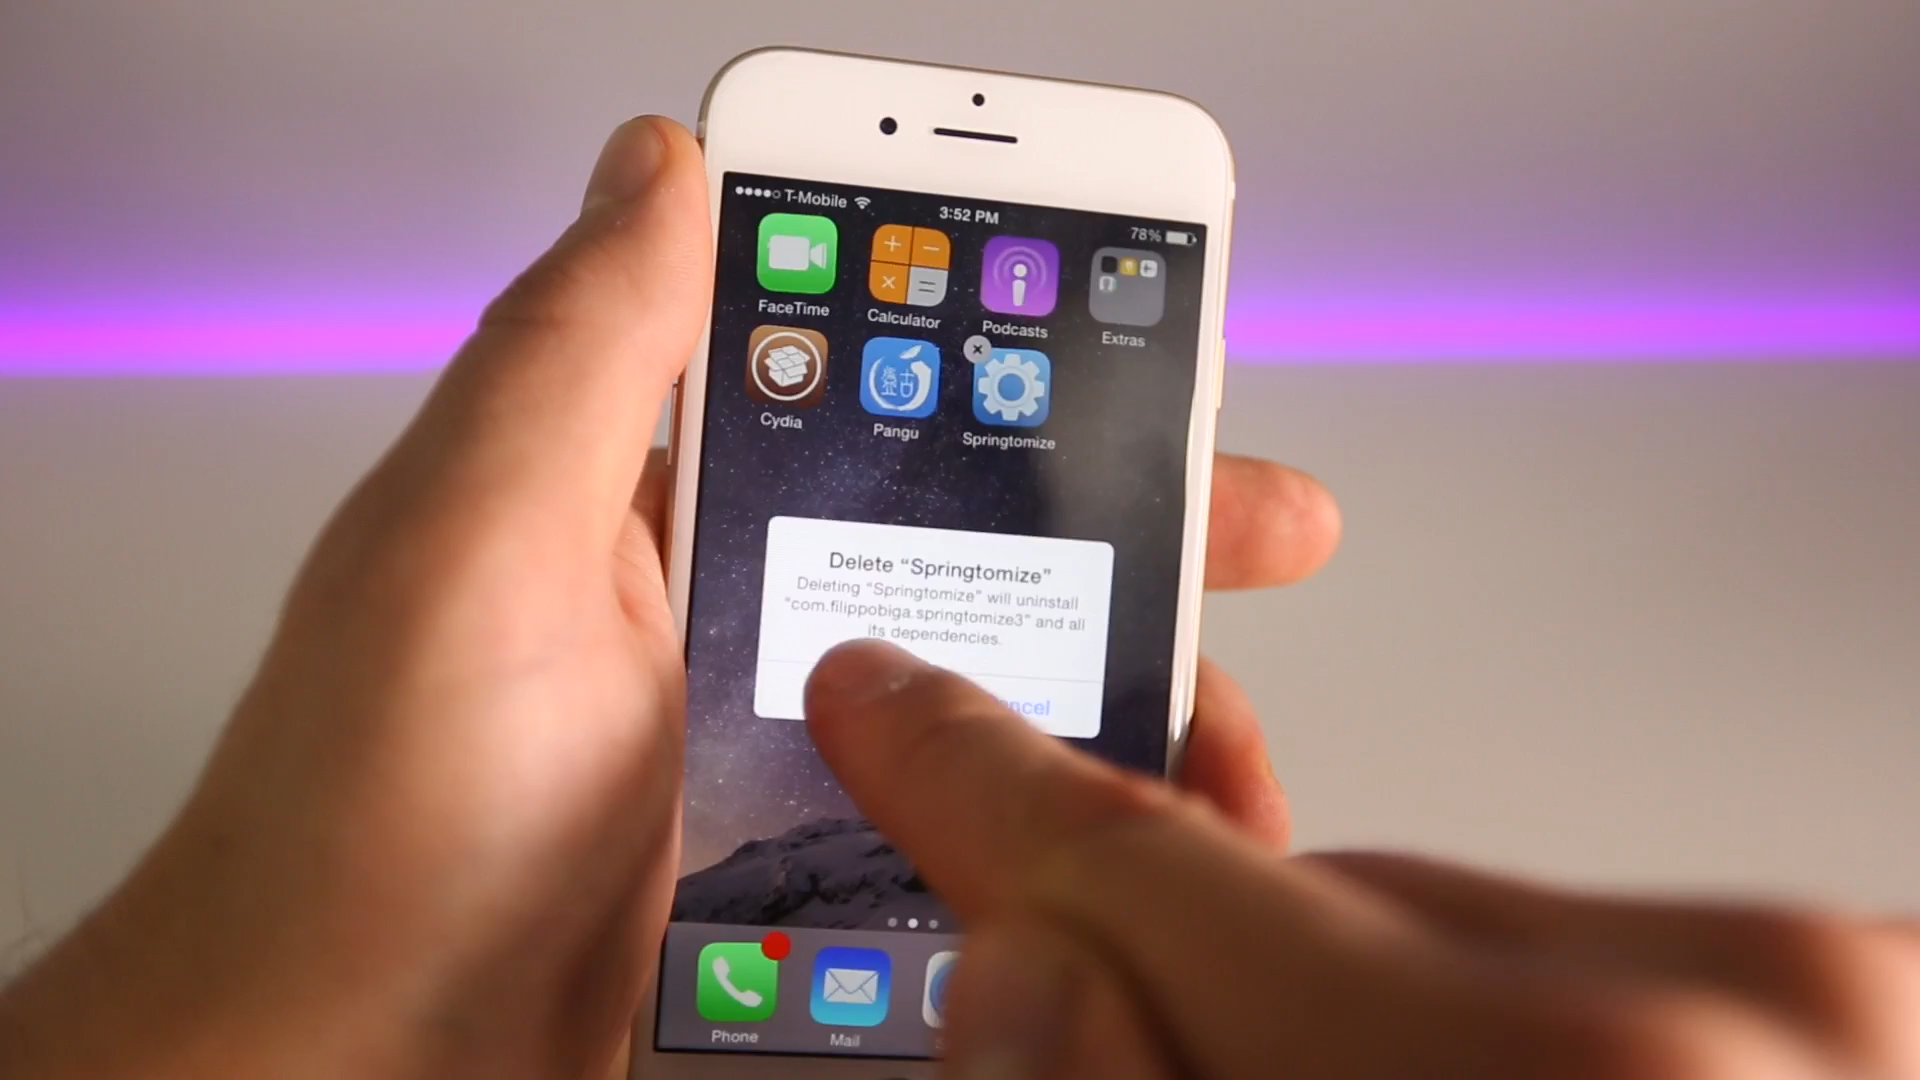 T-Mobile
3:52 PM
78%
FaceTime
Calculator
Podcasts
Extras
Cydia
Pangu
Springtomize
Delete “Springtomize”
Deleting “Springtomize” will uninstall
“com.filippobiga.springtomize3” and all
its dependencies.
Phone
Mail